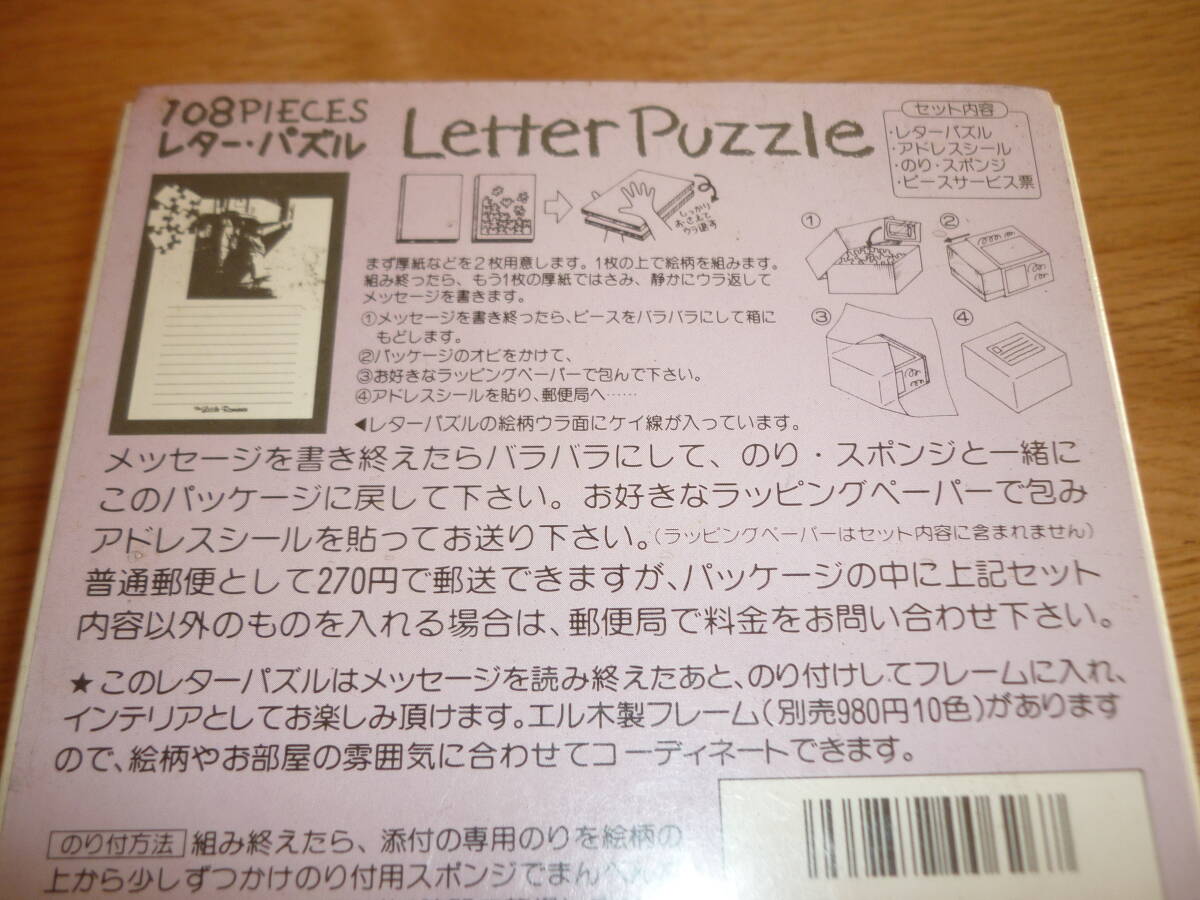 108PIECES
レター・パズル
Letter Puzzle
セット内容
・レターパズル
・アドレスシール
・のり・スポンジ
・ピースサービス票
しっかり
おさえて
ウラ返す
まず厚紙などを2枚用意します。1枚の上で絵柄を組みます。
組み終ったら、もう1枚の厚紙ではさみ、静かにウラ返して
メッセージを書きます。
①メッセージを書き終ったら、ピースをバラバラにして箱に
もどします。
②パッケージのオビをかけて、
③お好きなラッピングペーパーで包んで下さい。
④アドレスシールを貼り、郵便局へ……
◀レターパズルの絵柄ウラ面にケイ線が入っています。
①
②
③
④
メッセージを書き終えたらバラバラにして、のり・スポンジと一緒に
このパッケージに戻して下さい。お好きなラッピングペーパーで包み
アドレスシールを貼ってお送り下さい。(ラッピングペーパーはセット内容に含まれません)
普通郵便として270円で郵送できますが、パッケージの中に上記セット
内容以外のものを入れる場合は、郵便局で料金をお問い合わせ下さい。
★このレターパズルはメッセージを読み終えたあと、のり付けしてフレームに入れ、
インテリアとしてお楽しみ頂けます。エル木製フレーム(別売980円10色)があります
ので、絵柄やお部屋の雰囲気に合わせてコーディネートできます。
のり付方法 組み終えたら、添付の専用のりを絵柄の
上から少しずつかけのり付用スポンジでまんべん